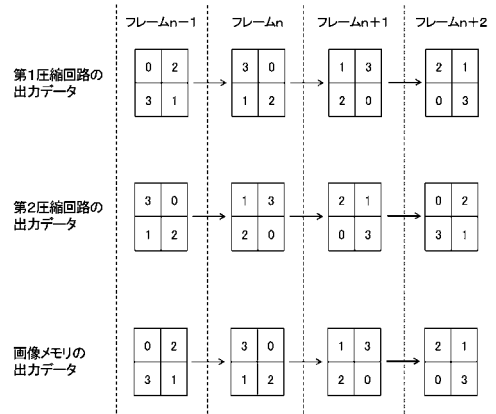 フレームn−1 フレームn フレームn+1 フレームn+2
第1圧縮回路の
出力データ
0 2 3 0 1 3 2 1
3 1 1 2 2 0 0 3
第2圧縮回路の
出力データ
3 0 1 3 2 1 0 2
1 2 2 0 0 3 3 1
画像メモリの
出力データ
0 2 3 0 1 3 2 1
3 1 1 2 2 0 0 3